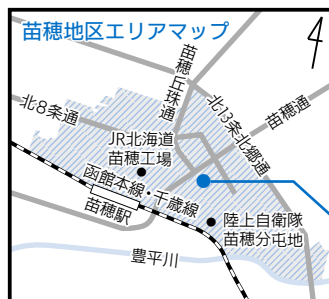 苗穂地区エリアマップ
苗穂丘珠通
北8条通
北13条北郷通
苗穂通
JR北海道
苗穂工場
函館本線・千歳線
苗穂駅
陸上自衛隊
苗穂分屯地
豊平川